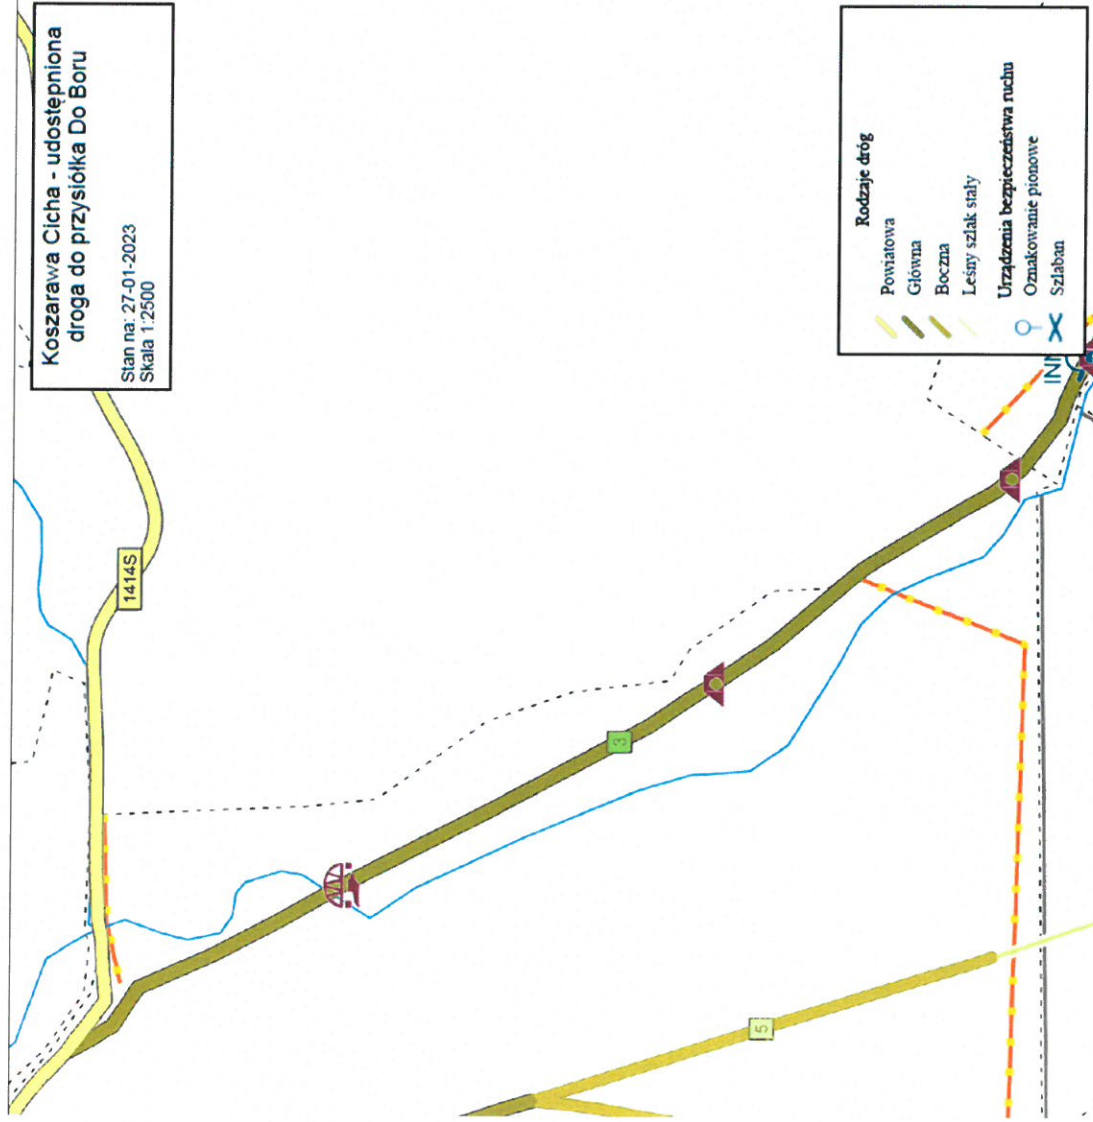 Koszarawa Cicha - udostępniona
droga do przysiółka Do Boru
Stan na: 27-01-2023
Skala 1:2500
1414S
3
5
Rodzaje dróg
Powiatowa
Główna
Boczna
Leśny szlak stały
Urządzenia bezpieczeństwa ruchu
Oznakowanie pionowe
Szlaban